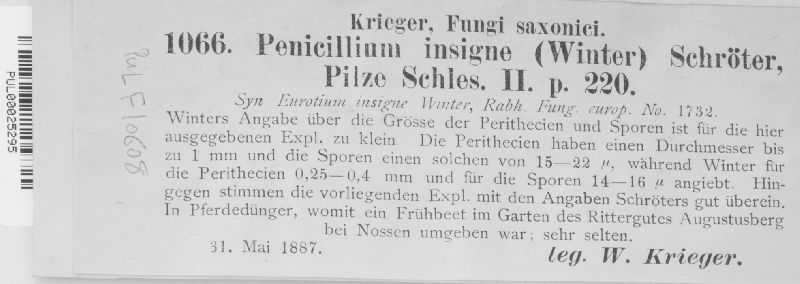 Krieger, Fungi saxonici.
1066. Penicillium insigne (Winter) Schröter,
Pilze Schles. II. p. 220.
Syn Eurotium insigne Winter, Rabh. Fung. europ. No. 1732.
Winters Angabe über die Grösse der Perithecien und Sporen ist für die hier
ausgegebenen Expl. zu klein Die Perithecien haben einen Durchmesser bis
zu 1 mm und die Sporen einen solchen von 15—22 µ, während Winter für
die Perithecien 0,25—0,4 mm und für die Sporen 14—16 µ angiebt. Hin-
gegen stimmen die vorliegenden Expl. mit den Angaben Schröters gut überein.
In Pferdedünger, womit ein Frühbeet im Garten des Rittergutes Augustusberg
bei Nossen umgeben war; sehr selten.
31. Mai 1887.
leg. W. Krieger.
PUL00025295
PuL F10608